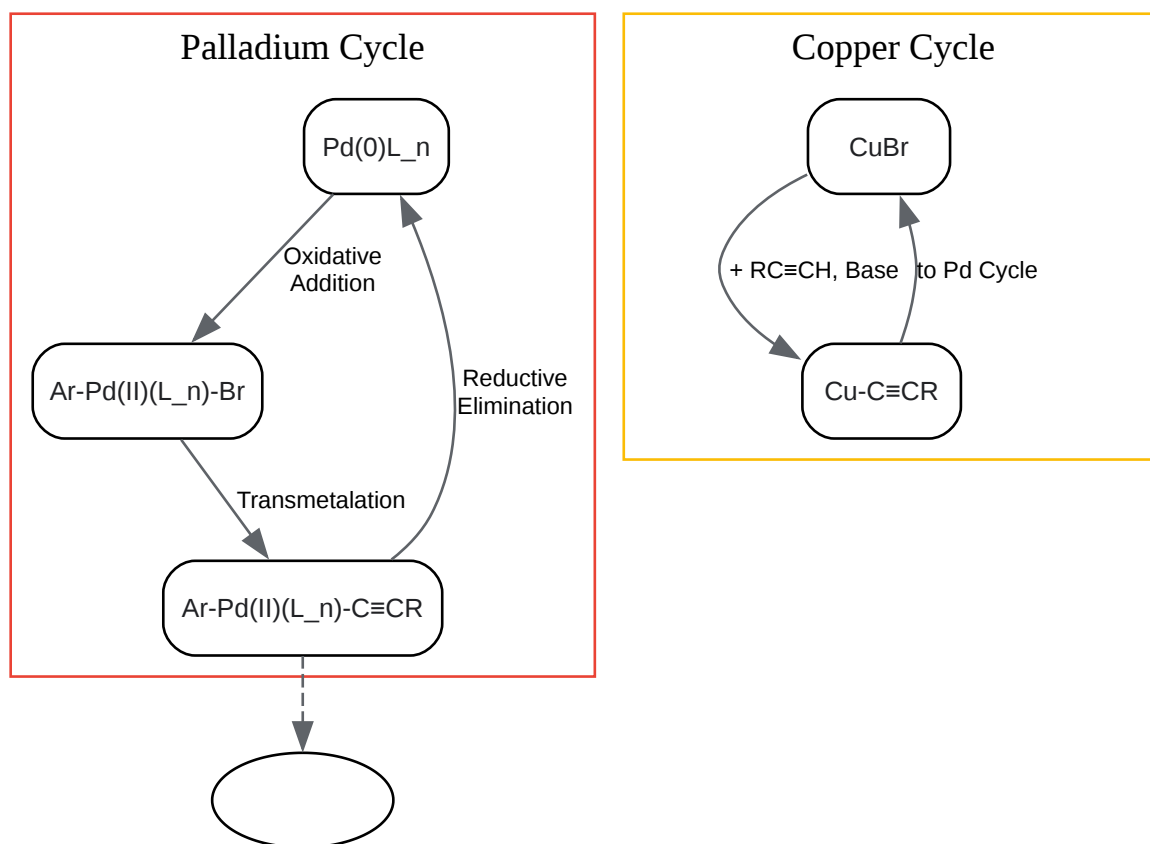 Palladium Cycle
Pd(0)L_n
Oxidative
Addition
Ar-Pd(II)(L_n)-Br
Reductive
Elimination
Transmetalation
Ar-Pd(II)(L_n)-C≡CR
Copper Cycle
CuBr
+ RC≡CH, Base
to Pd Cycle
Cu-C≡CR